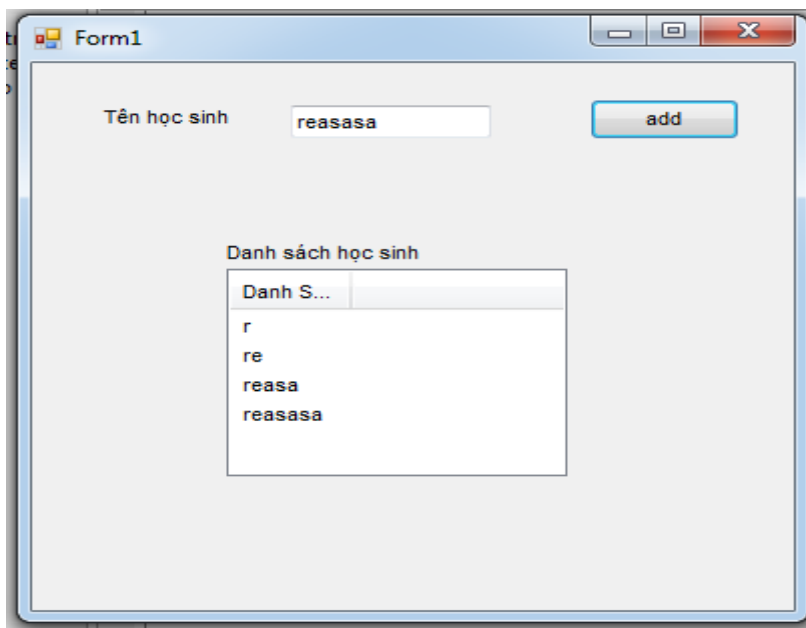 Form1
Tên học sinh
reasasa
add
Danh sách học sinh
Danh S...
r
re
reasa
reasasa